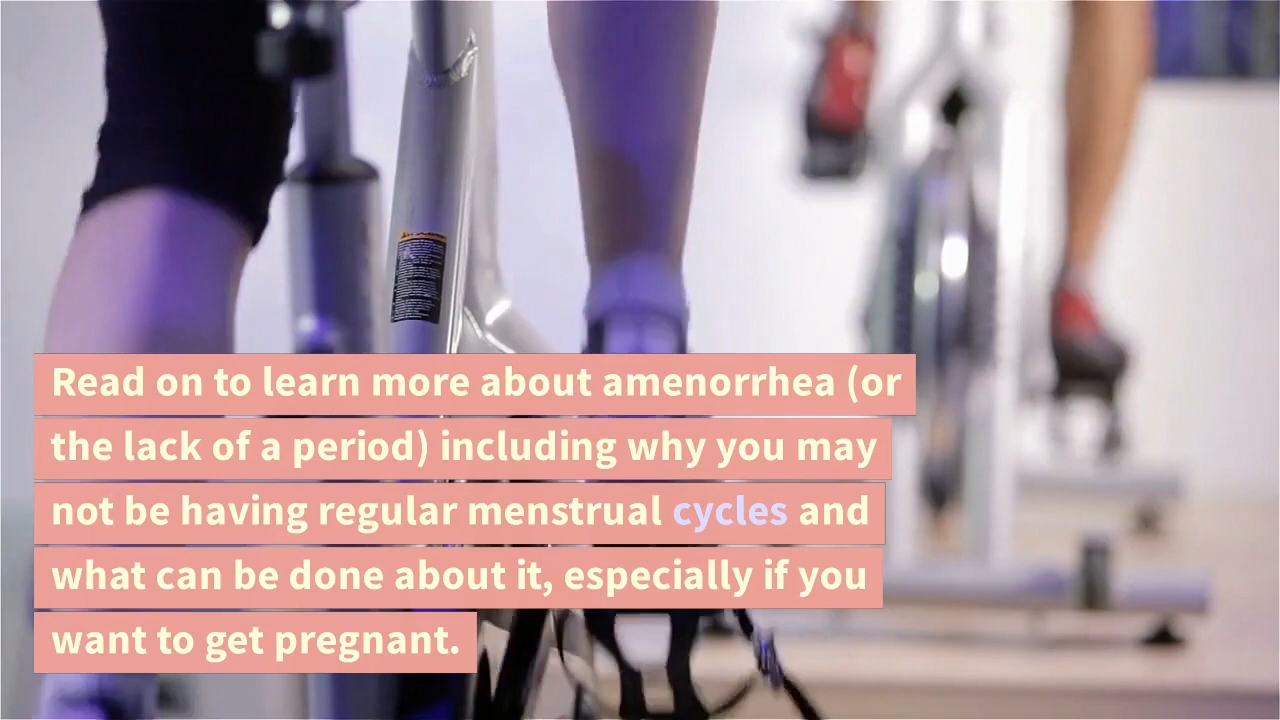 Read on to learn more about amenorrhea (or
the lack of a period) including why you may
not be having regular menstrual cycles and
what can be done about it, especially if you
want to get pregnant.